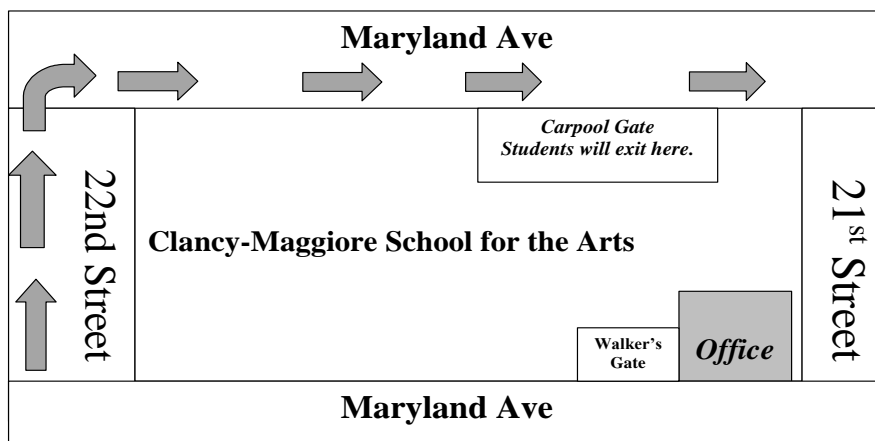 Maryland Ave
Carpool Gate
Students will exit here.
22nd Street
Clancy-Maggiore School for the Arts
21st Street
Walker's
Gate
Office
Maryland Ave